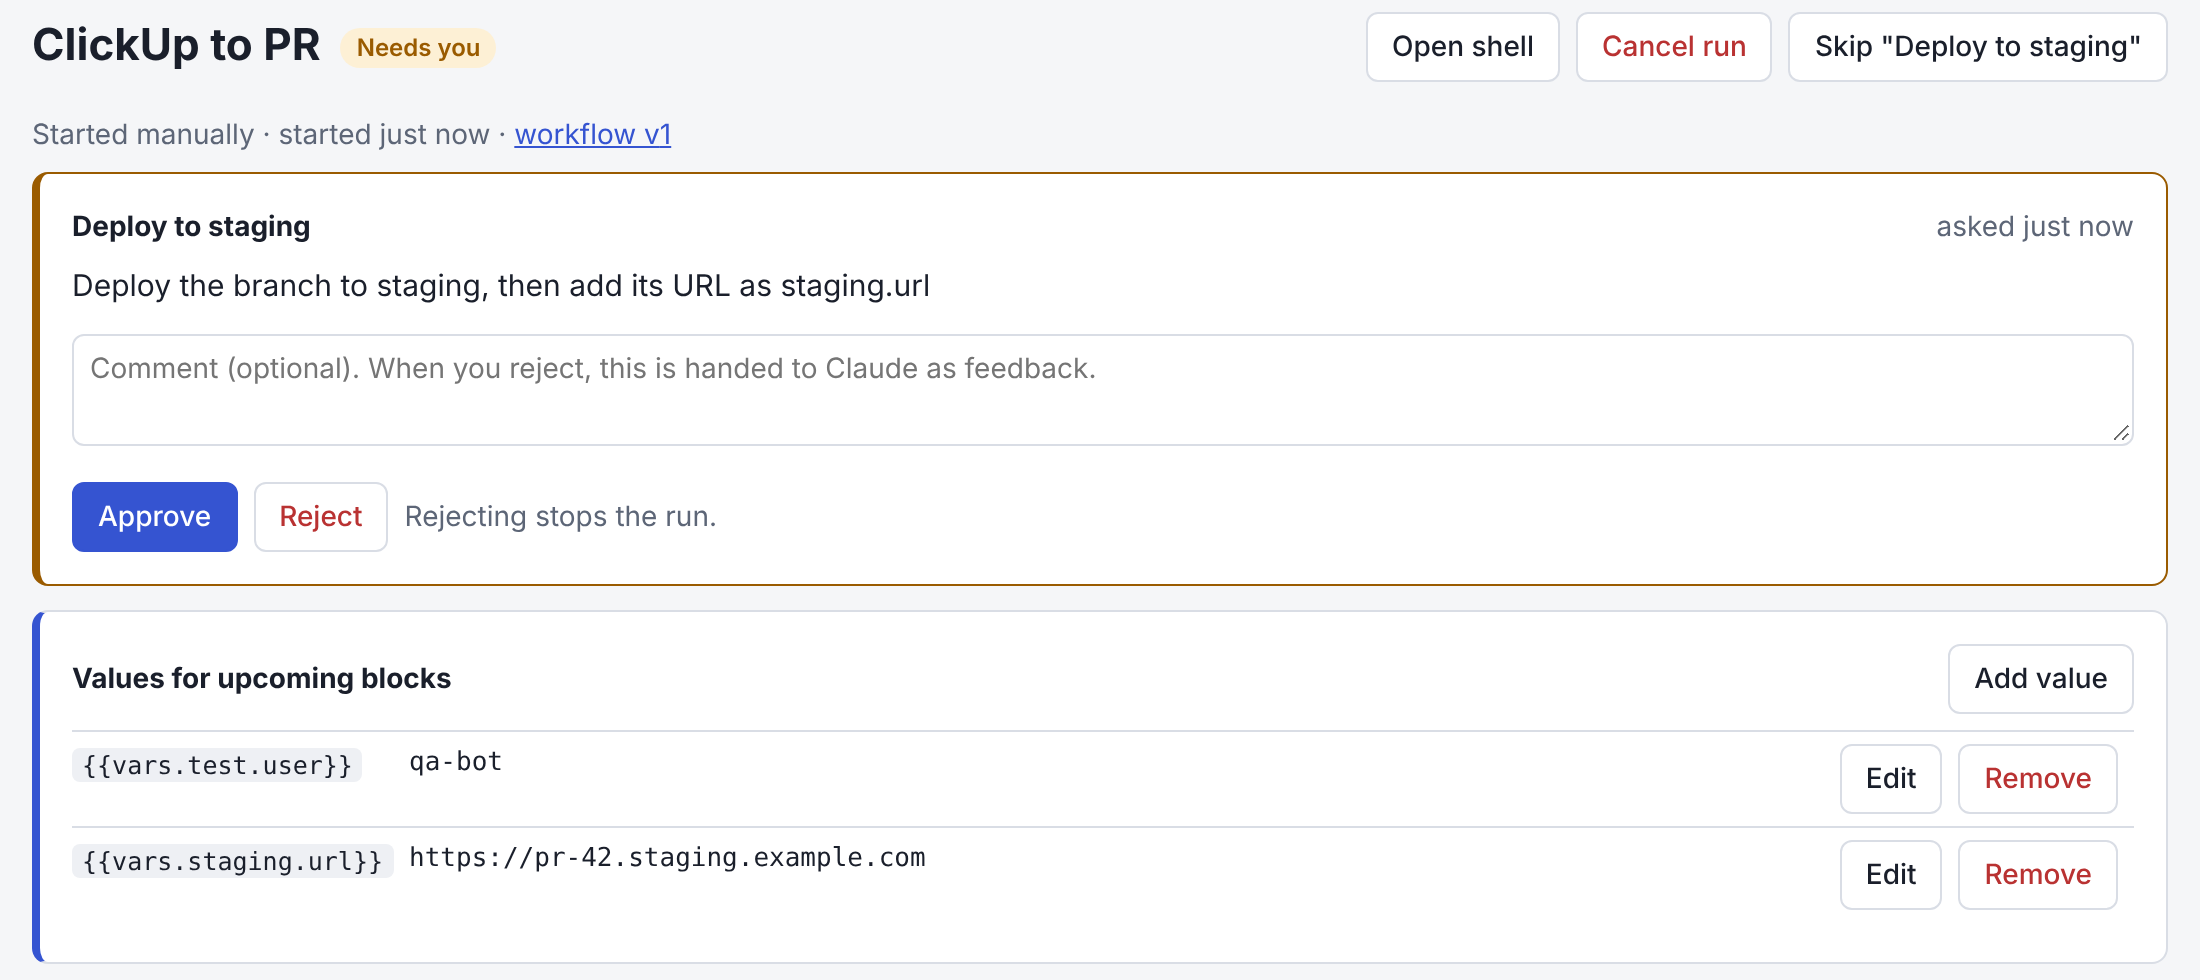 ClickUp to PR Needs you Open shell Cancel run Skip "Deploy to staging"
Started manually · started just now · workflow v1
Deploy to staging asked just now
Deploy the branch to staging, then add its URL as staging.url
Comment (optional). When you reject, this is handed to Claude as feedback.
Approve Reject Rejecting stops the run.
Values for upcoming blocks Add value
{{vars.test.user}} qa-bot Edit Remove
{{vars.staging.url}} https://pr-42.staging.example.com Edit Remove